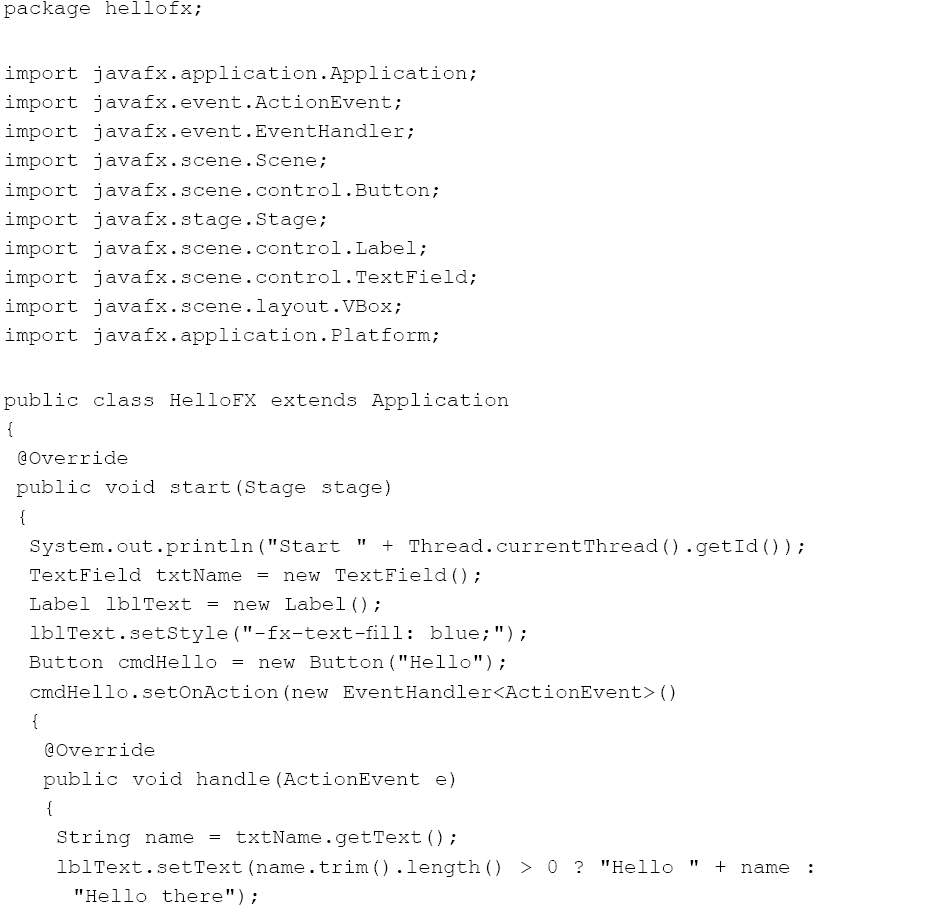 package hellofx;
import javafx.application.Application;
import javafx.event.ActionEvent;
import javafx.event.EventHandler;
import javafx.scene.Scene;
import javafx.scene.control.Button;
import javafx.stage.Stage;
import javafx.scene.control.Label;
import javafx.scene.control.TextField;
import javafx.scene.layout.VBox;
import javafx.application.Platform;
public class HelloFX extends Application
{
@Override
public void start(Stage stage)
{
System.out.println("Start " + Thread.currentThread().getId());
TextField txtName = new TextField();
Label lblText = new Label();
lblText.setStyle("-fx-text-fill: blue;");
Button cmdHello = new Button("Hello");
cmdHello.setOnAction(new EventHandler<ActionEvent>()
{
@Override
public void handle(ActionEvent e)
{
String name = txtName.getText();
lblText.setText(name.trim().length() > 0 ? "Hello " + name :
"Hello there");